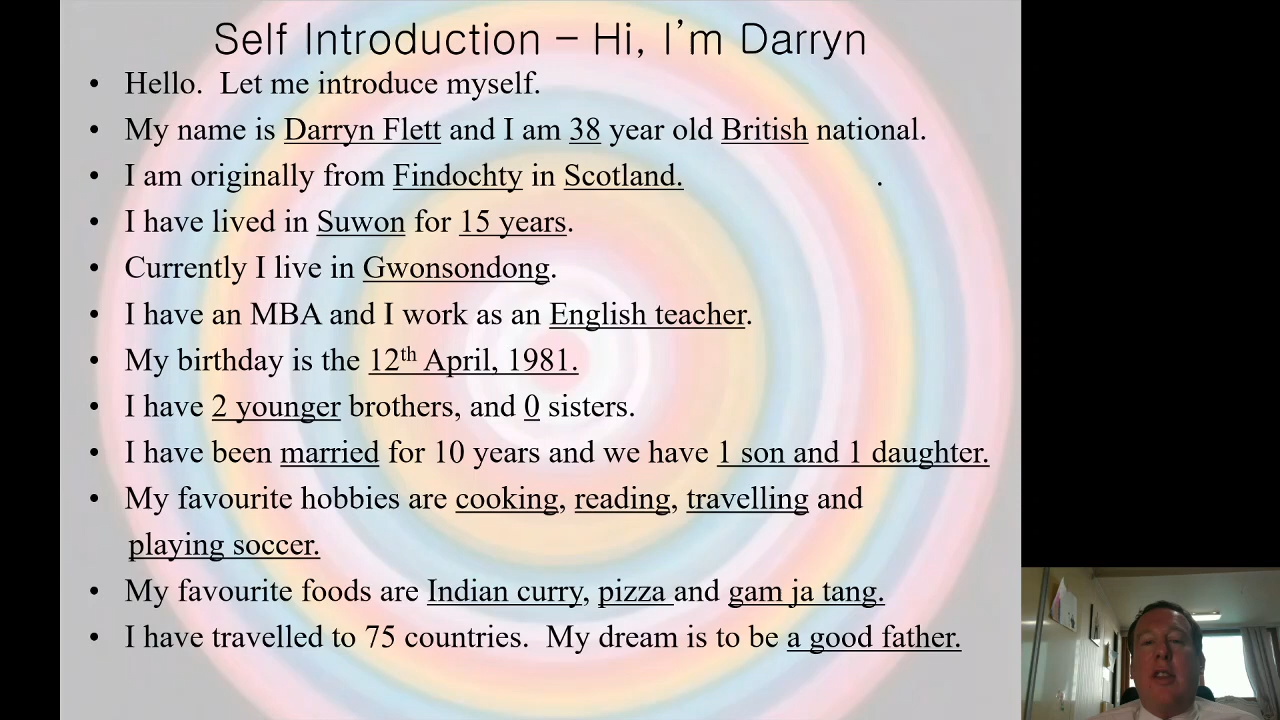 Self Introduction – Hi, I'm Darryn
• Hello.  Let me introduce myself.
• My name is Darryn Flett and I am 38 year old British national.
• I am originally from Findochty in Scotland. .
• I have lived in Suwon for 15 years.
• Currently I live in Gwonsondong.
• I have an MBA and I work as an English teacher.
• My birthday is the 12th April, 1981.
• I have 2 younger brothers, and 0 sisters.
• I have been married for 10 years and we have 1 son and 1 daughter.
• My favourite hobbies are cooking, reading, travelling and
playing soccer.
• My favourite foods are Indian curry, pizza and gam ja tang.
• I have travelled to 75 countries.  My dream is to be a good father.